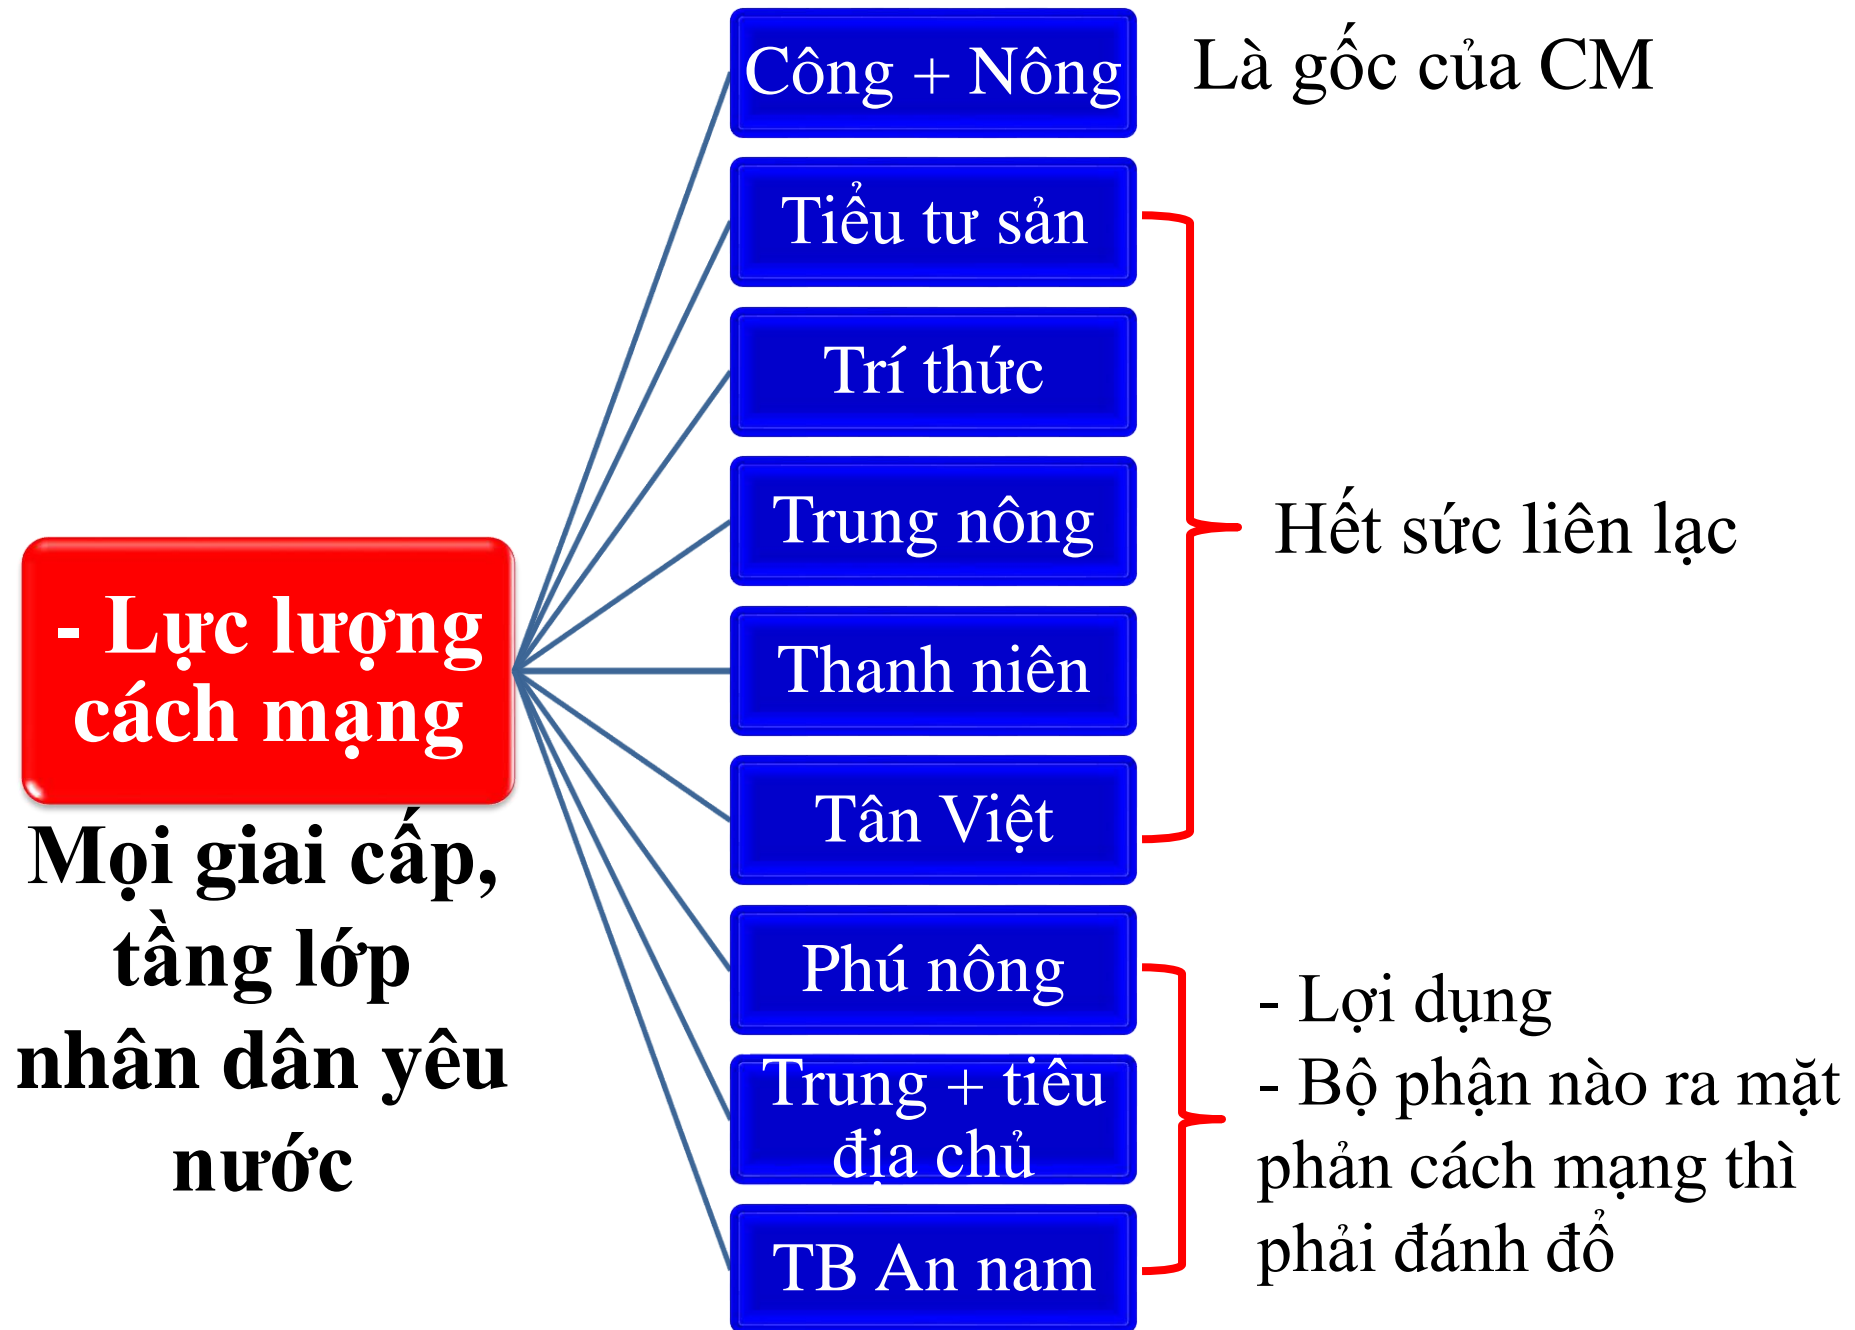 - Lực lượng
cách mạng
Mọi giai cấp,
tầng lớp
nhân dân yêu
nước
Công + Nông
Là gốc của CM
Tiểu tư sản
Trí thức
Trung nông
Thanh niên
Tân Việt
Hết sức liên lạc
Phú nông
Trung + tiêu
địa chủ
TB An nam
- Lợi dụng
- Bộ phận nào ra mặt
phản cách mạng thì
phải đánh đổ